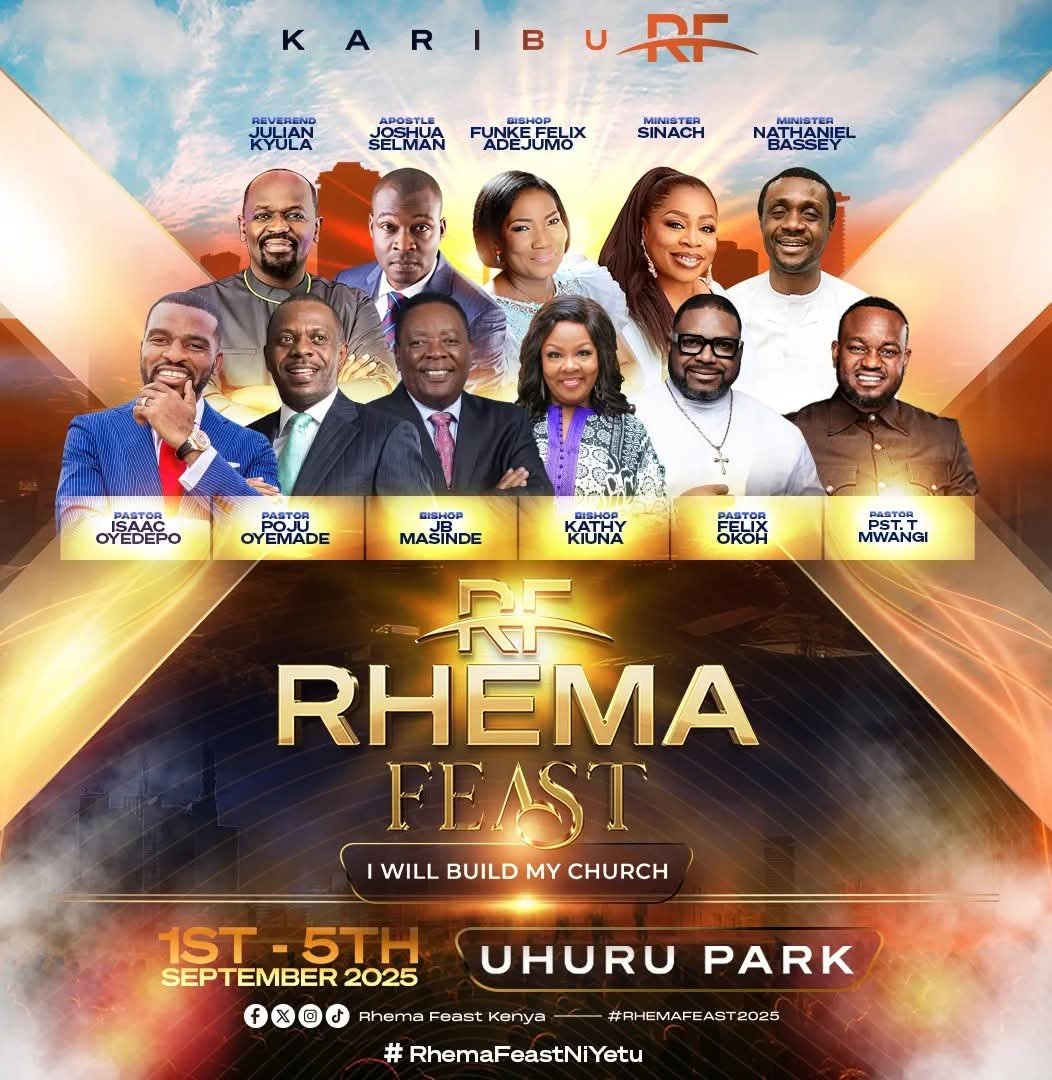 KARIBU RF
REVEREND
JULIAN
KYULA
APOSTLE
JOSHUA
SELMAN
BISHOP
FUNKE FELIX
ADEJUMO
MINISTER
SINACH
MINISTER
NATHANIEL
BASSEY
PASTOR
ISAAC
OYEDEPO
PASTOR
POJU
OYEMADE
BISHOP
JB
MASINDE
BISHOP
KATHY
KIUNA
PASTOR
FELIX
OKOH
PASTOR
PST. T
MWANGI
RF
RHEMA
FEAST
I WILL BUILD MY CHURCH
1ST - 5TH
SEPTEMBER 2025
UHURU PARK
Rhema Feast Kenya #RHEMAFEAST2025
# RhemaFeastNiYetu